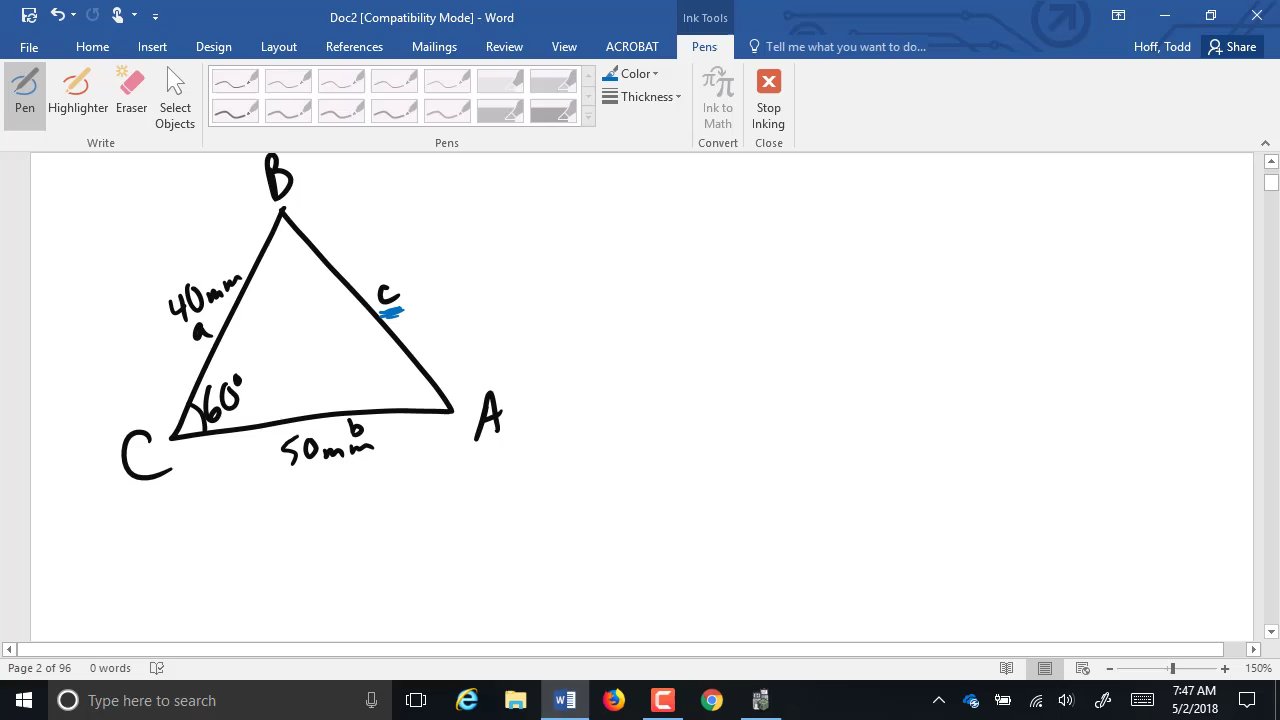 Doc2 [Compatibility Mode] - Word
Ink Tools
File Home Insert Design Layout References Mailings Review View ACROBAT Pens Tell me what you want to do... Hoff, Todd Share
Pen Highlighter Eraser Select Objects
Color
Thickness
Ink to Math
Stop Inking
Write Pens Convert Close
B
40mm
a
c
60°
b
50mm
C
A
Page 2 of 96 0 words 150%
Type here to search
7:47 AM
5/2/2018